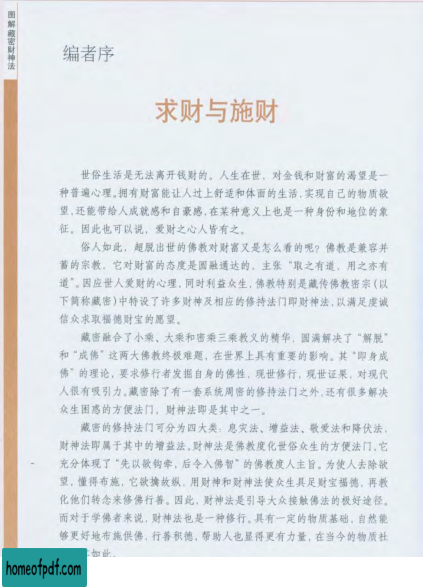 图解藏密财神法
编者序
求财与施财
世俗生活是无法离开钱财的。人生在世，对金钱和财富的渴望是一
种普遍心理。拥有财富能让人过上舒适和体面的生活，实现自己的物质欲
望，还能带给人成就感和自豪感，在某种意义上也是一种身份和地位的象
征。因此也可以说，爱财之心人皆有之。
俗人如此，超脱出世的佛教对财富又是怎么看的呢？佛教是兼容并
蓄的宗教，它对财富的态度是圆融通达的，主张“取之有道，用之亦有
道”。因应世人爱财的心理，同时利益众生，佛教特别是藏传佛教密宗（以
下简称藏密）中特设了许多财神及相应的修持法门即财神法，以满足虔诚
信众求取福德财宝的愿望。
藏密融合了小乘、大乘和密乘三乘教义的精华，圆满解决了“解脱”
和“成佛”这两大佛教终极难题，在世界上具有重要的影响。其“即身成
佛”的理论，要求修行者发掘自身的佛性，现世修行，现世证果，对现代
人很有吸引力。藏密除了有一套系统周密的修持法门之外，还有很多解决
众生困惑的方便法门，财神法即是其中之一。
藏密的修持法门可分为四大类：息灾法、增益法、敬爱法和降伏法，
财神法即属于其中的增益法。财神法是佛教度化世俗众生的方便法门，它
充分体现了“先以欲钩牵，后令入佛智”的佛教度人主旨。为使人去除欲
望，懂得布施，它欲擒故纵，用财神和财神法使众生具足财宝福德，再教
化他们转念来修佛行善。因此，财神法是引导大众接触佛法的极好途径。
而对于学佛者来说，财神法也是一种修行。具有一定的物质基础，自然能
够更好地布施供佛，行善积德。帮助人也显得更有力量，在当今的物质社
如此。
homeofpdf.com